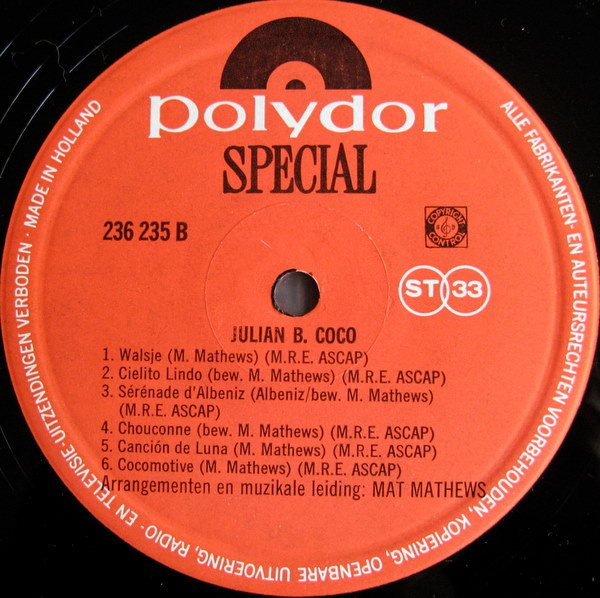 polydor
SPECIAL
236 235 B
COPYRIGHT
CONTROL
ST 33
JULIAN B. COCO
1. Walsje (M. Mathews) (M.R.E. ASCAP)
2. Cielito Lindo (bew. M. Mathews) (M.R.E. ASCAP)
3. Sérénade d'Albeniz (Albeniz/bew. M. Mathews)
(M.R.E. ASCAP)
4. Chouconne (bew. M. Mathews) (M.R.E. ASCAP)
5. Canción de Luna (M. Mathews) (M.R.E. ASCAP)
6. Cocomotive (M. Mathews) (M.R.E. ASCAP)
Arrangementen en muzikale leiding: MAT MATHEWS
ALLE FABRIKANTEN- EN AUTEURSRECHTEN VOORBEHOUDEN, KOPIERING, OPENBARE UITVOERING, RADIO- EN TELEVISIE-UITZENDINGEN VERBODEN · MADE IN HOLLAND